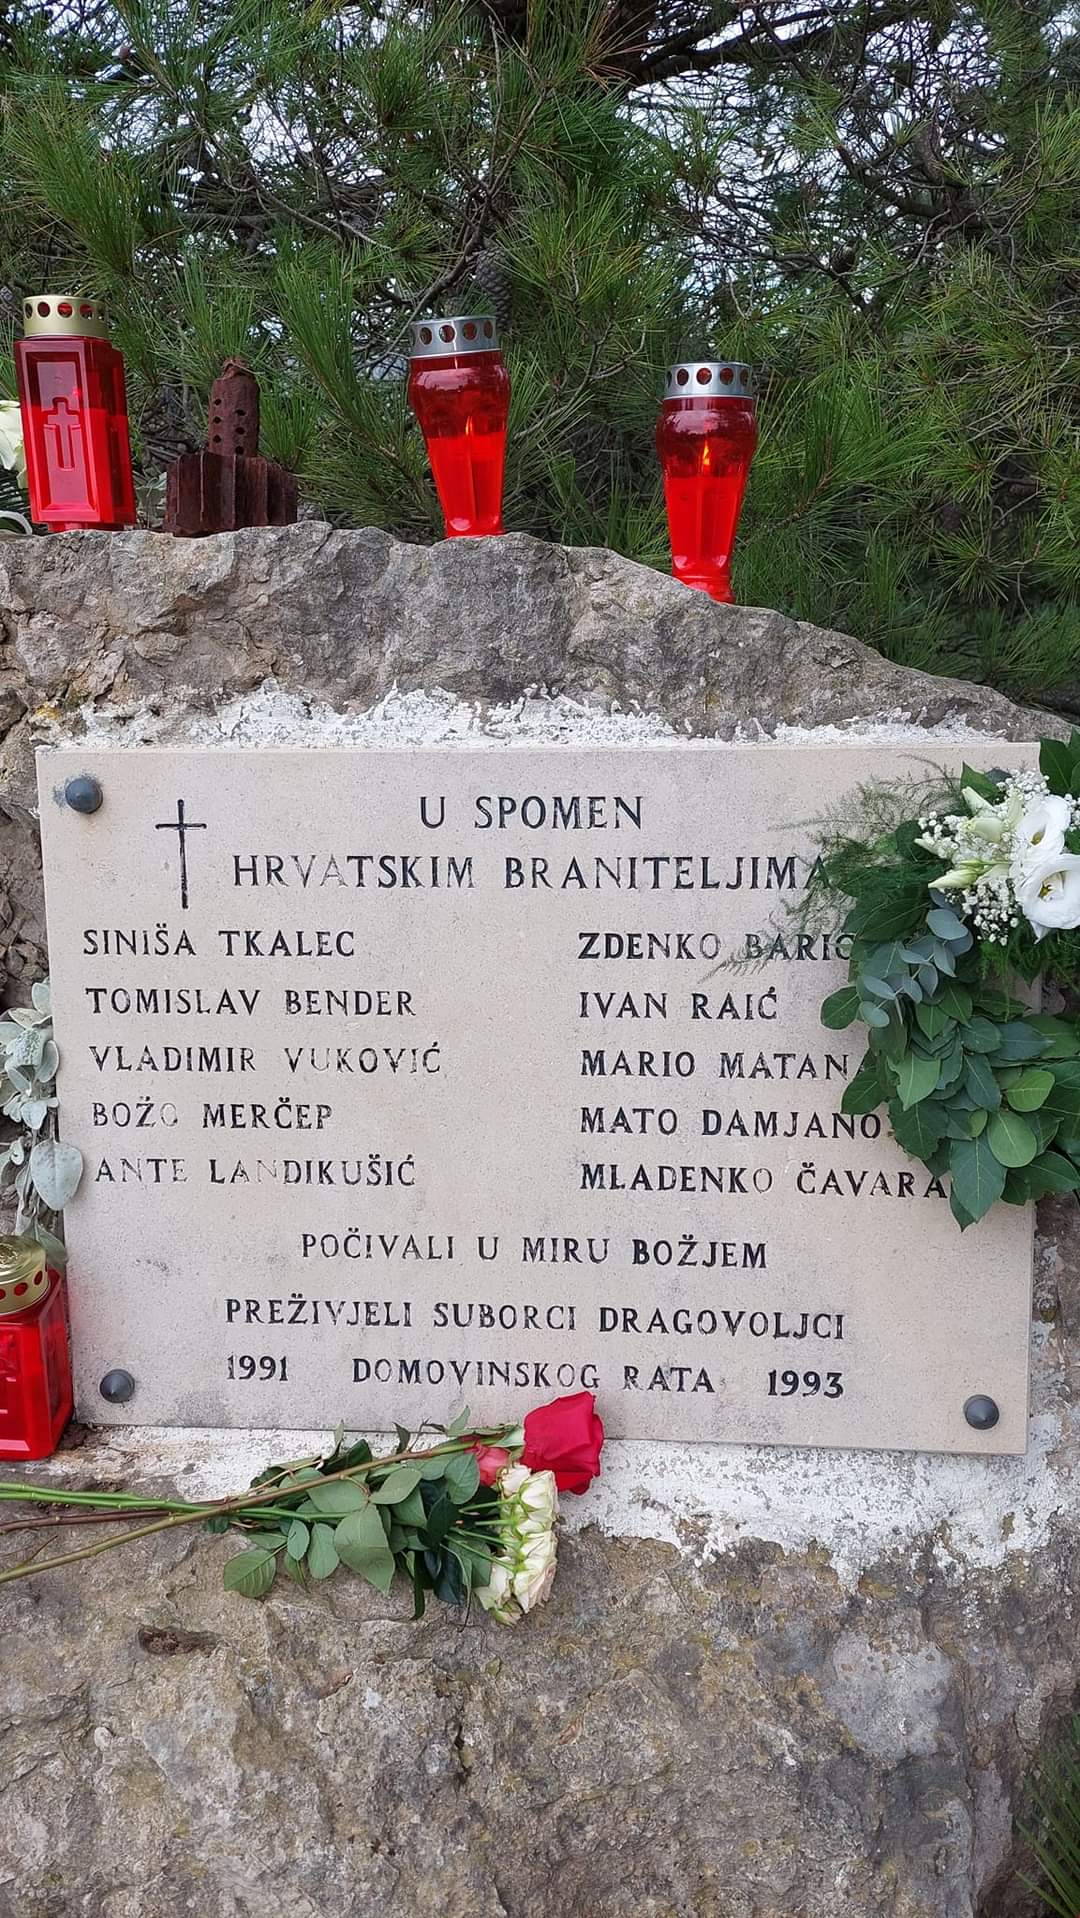 U SPOMEN
HRVATSKIM BRANITELJIMA
SINIŠA TKALEC
TOMISLAV BENDER
VLADIMIR VUKOVIĆ
BOŽO MERČEP
ANTE LANDIKUŠIĆ
ZDENKO
IVAN RAIĆ
MARIO
MATO
MLADENKO ČAVARA
POČIVALI U MIRU BOŽJEM
PREŽIVJELI SUBORCI DRAGOVOLJCI
1991 DOMOVINSKOG RATA 1993